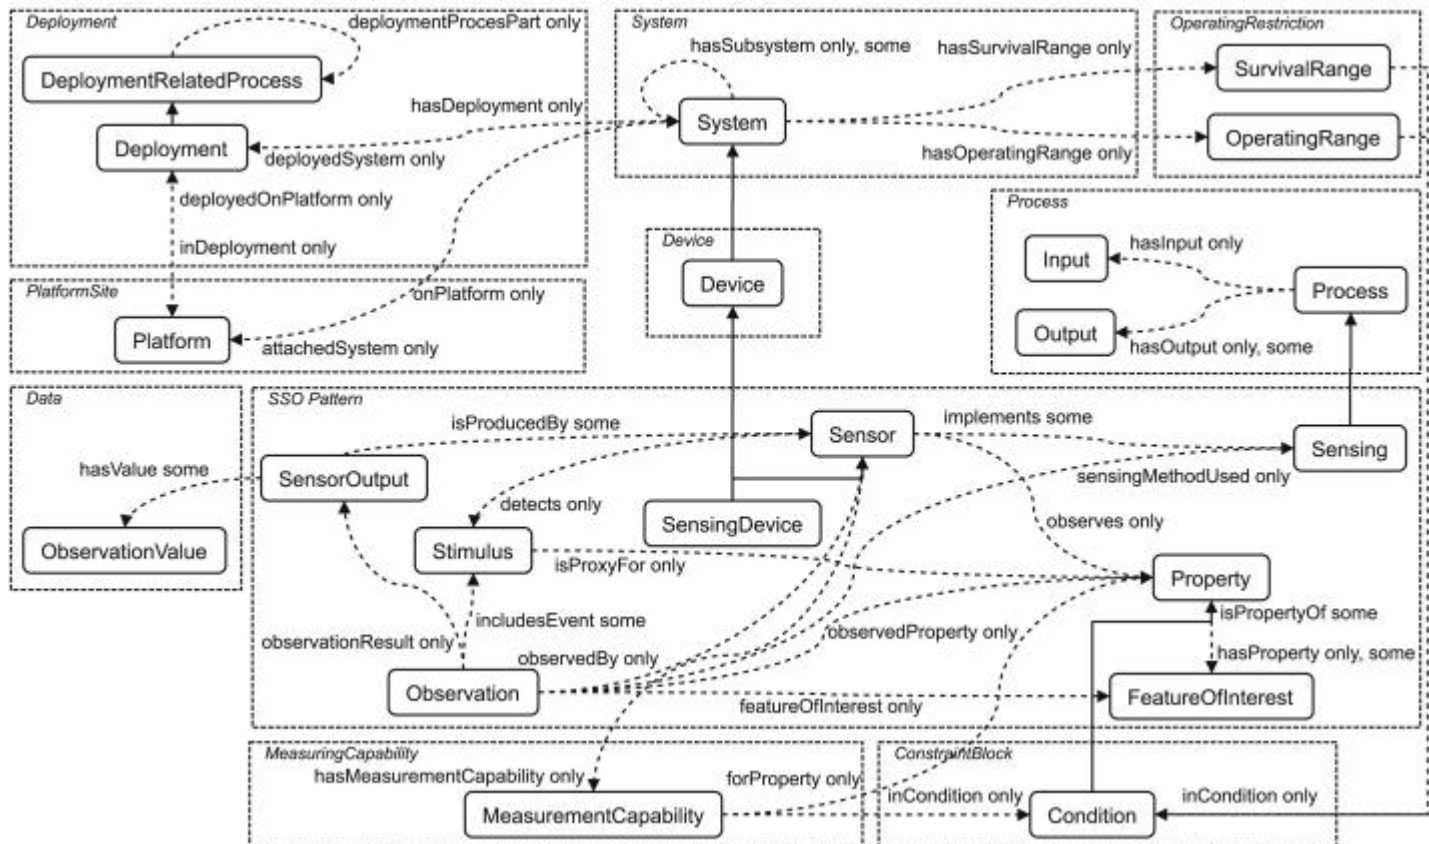 Deployment
deploymentProcesPart only
DeploymentRelatedProcess
hasDeployment only
Deployment
deployedSystem only
deployedOnPlatform only
inDeployment only
System
hasSubsystem only, some
hasSurvivalRange only
System
hasOperatingRange only
OperatingRestriction
SurvivalRange
OperatingRange
Process
hasInput only
Input
Process
Output
hasOutput only, some
Device
Device
PlatformSite
onPlatform only
Platform
attachedSystem only
Data
hasValue some
ObservationValue
SSO Pattern
isProducedBy some
Sensor
implements some
SensorOutput
Sensing
sensingMethodUsed only
detects only
SensingDevice
observes only
Stimulus
isProxyFor only
Property
isPropertyOf some
includesEvent some
observationResult only
observedProperty only
observedBy only
hasProperty only, some
Observation
featureOfInterest only
FeatureOfInterest
MeasuringCapability
hasMeasurementCapability only
forProperty only
MeasurementCapability
ConstraintBlock
inCondition only
inCondition only
Condition